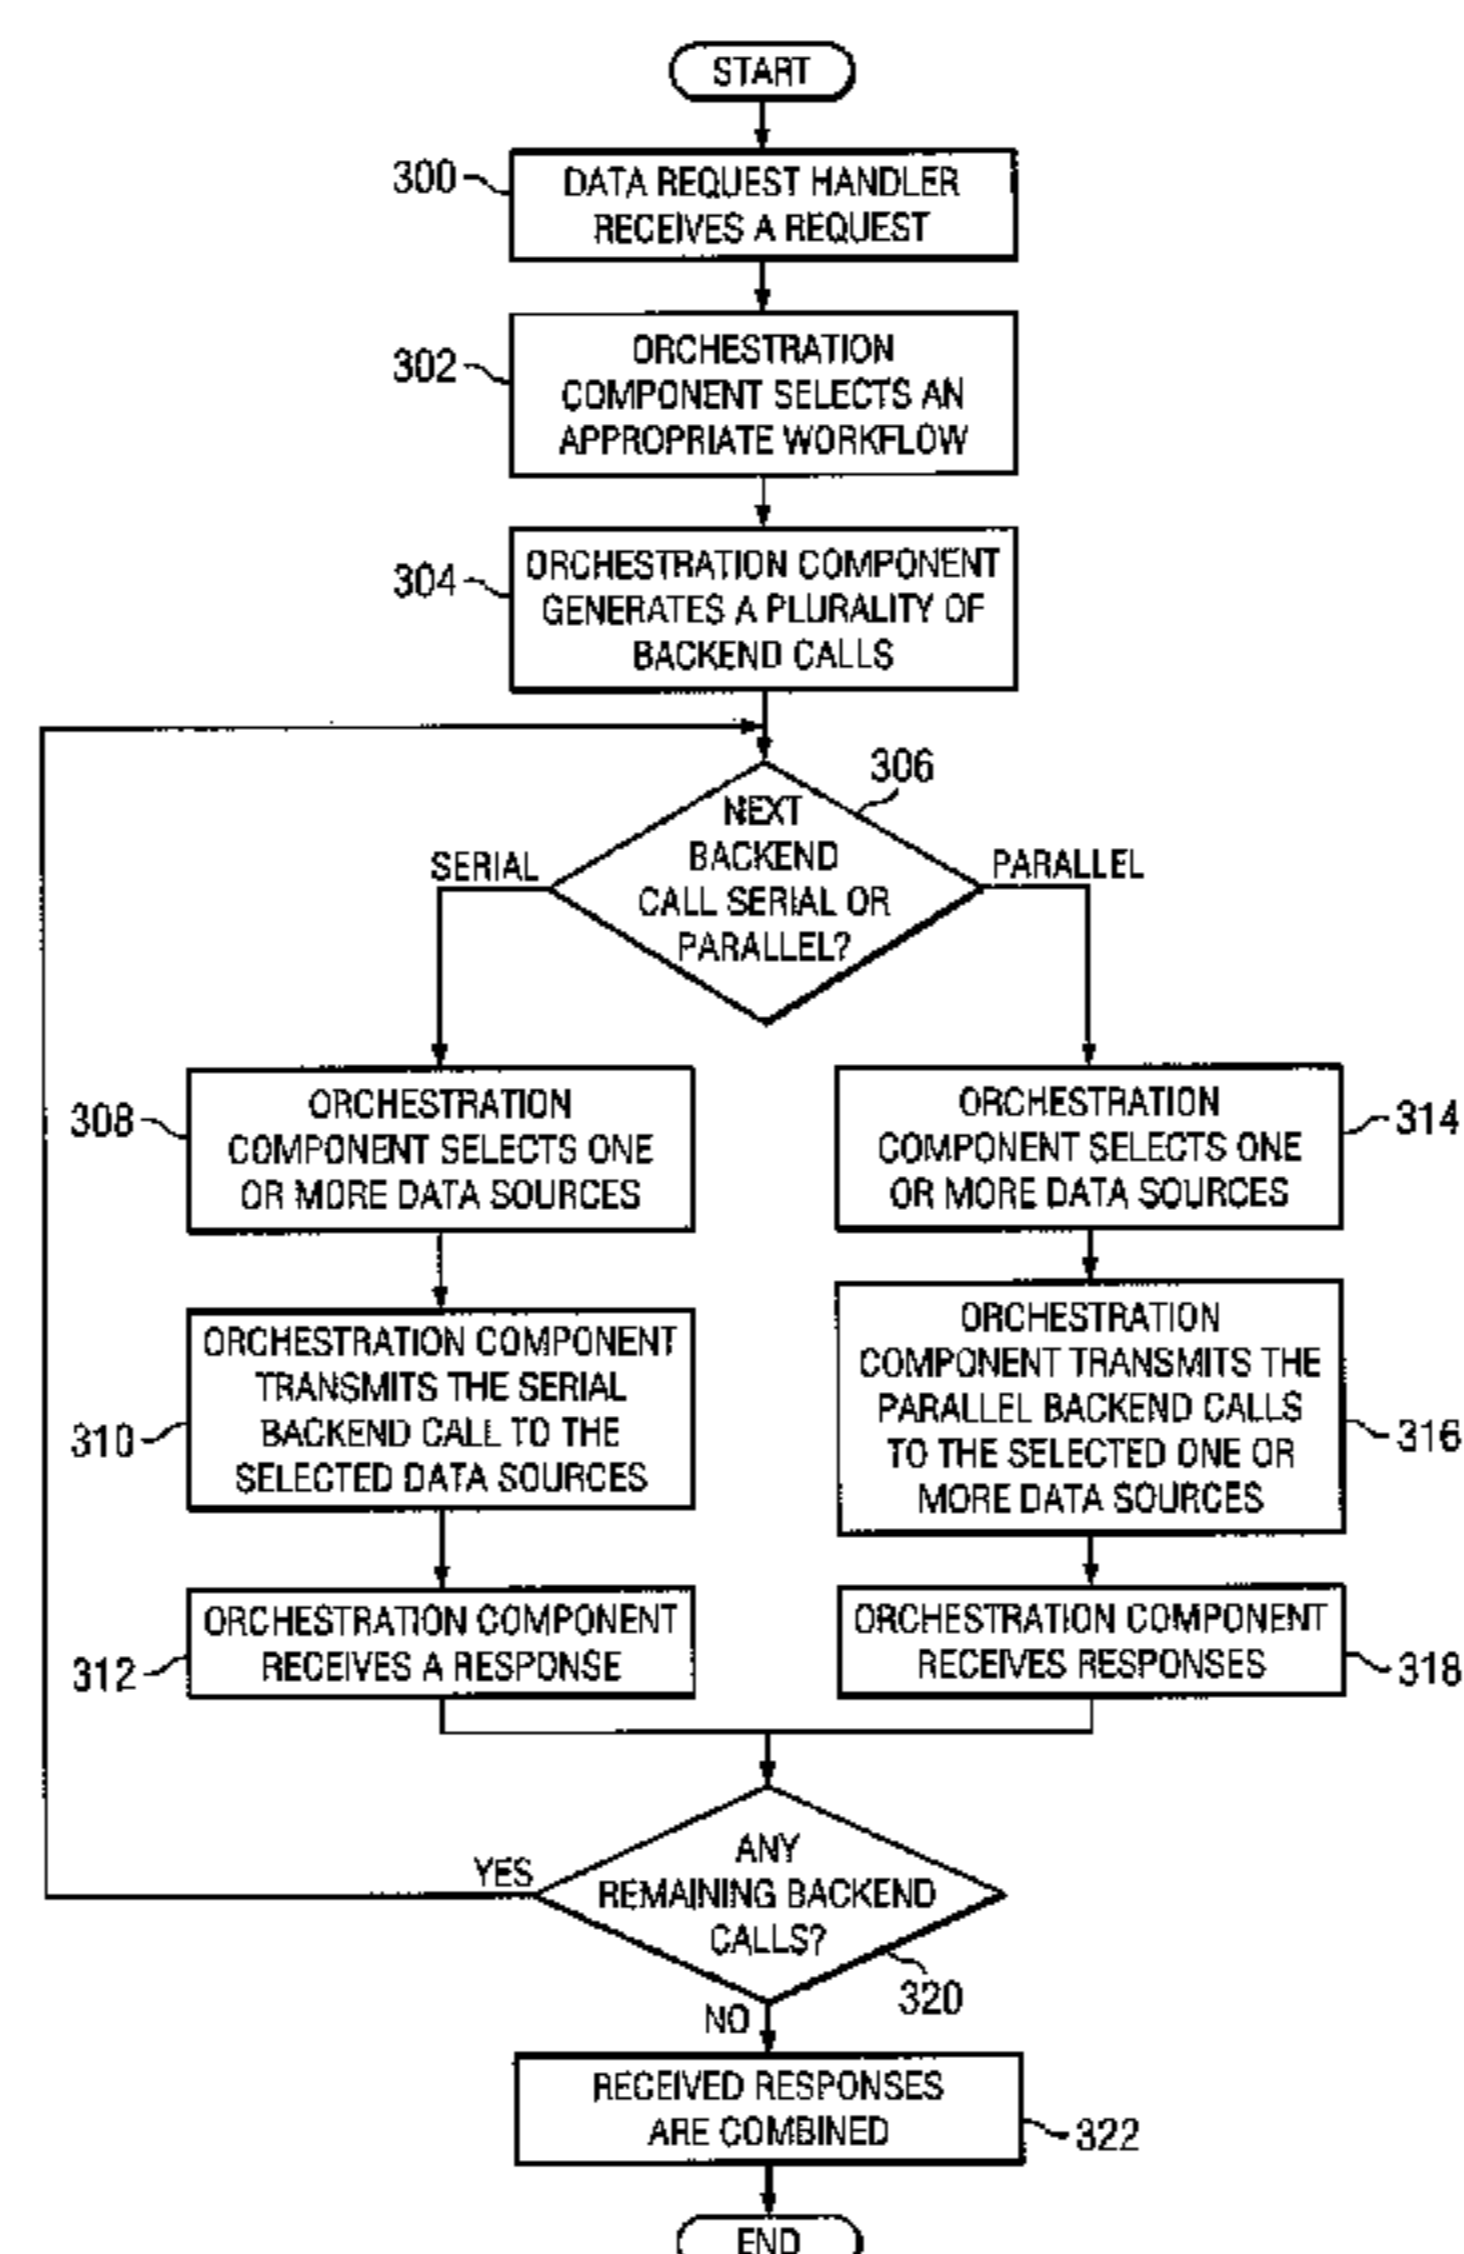 START
300
DATA REQUEST HANDLER
RECEIVES A REQUEST
302
ORCHESTRATION
COMPONENT SELECTS AN
APPROPRIATE WORKFLOW
304
ORCHESTRATION COMPONENT
GENERATES A PLURALITY OF
BACKEND CALLS
306
NEXT
BACKEND
CALL SERIAL OR
PARALLEL?
SERIAL
PARALLEL
308
ORCHESTRATION
COMPONENT SELECTS ONE
OR MORE DATA SOURCES
310
ORCHESTRATION COMPONENT
TRANSMITS THE SERIAL
BACKEND CALL TO THE
SELECTED DATA SOURCES
312
ORCHESTRATION COMPONENT
RECEIVES A RESPONSE
ORCHESTRATION
COMPONENT SELECTS ONE
OR MORE DATA SOURCES
314
ORCHESTRATION
COMPONENT TRANSMITS THE
PARALLEL BACKEND CALLS
TO THE SELECTED ONE OR
MORE DATA SOURCES
316
ORCHESTRATION COMPONENT
RECEIVES RESPONSES
318
ANY
REMAINING BACKEND
CALLS?
YES
320
NO
RECEIVED RESPONSES
ARE COMBINED
322
END